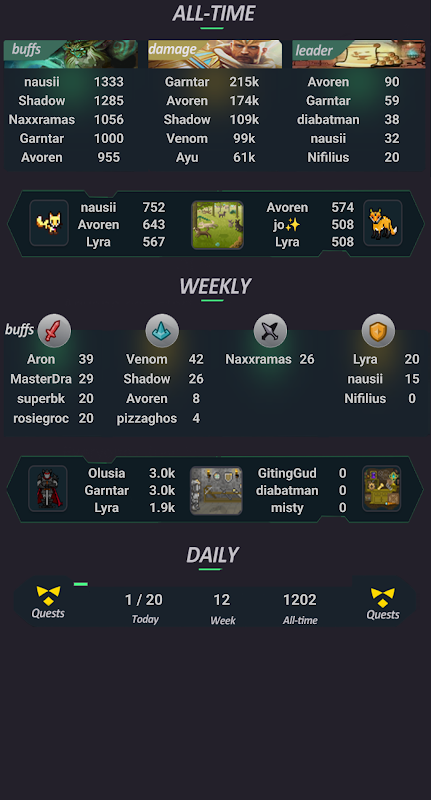 ALL-TIME
buffs damage leader
nausii 1333 Garntar 215k Avoren 90
Shadow 1285 Avoren 174k Garntar 59
Naxxramas 1056 Shadow 109k diabatman 38
Garntar 1000 Venom 99k nausii 32
Avoren 955 Ayu 61k Nifilius 20
nausii 752 Avoren 574
Avoren 643 jo✨ 508
Lyra 567 Lyra 508
WEEKLY
buffs
Aron 39 Venom 42 Naxxramas 26 Lyra 20
MasterDra 29 Shadow 26 nausii 15
superbk 20 Avoren 8 Nifilius 0
rosiegroc 20 pizzaghos 4
Olusia 3.0k GitingGud 0
Garntar 3.0k diabatman 0
Lyra 1.9k misty 0
DAILY
1 / 20 12 1202
Quests Today Week All-time Quests